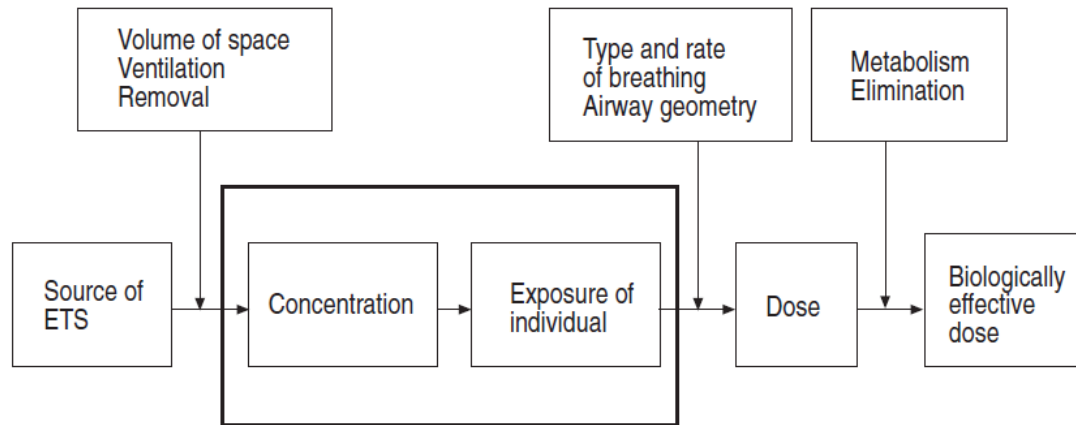 Volume of space
Ventilation
Removal
Type and rate
of breathing
Airway geometry
Metabolism
Elimination
Source of
ETS
Concentration
Exposure of
individual
Dose
Biologically
effective
dose